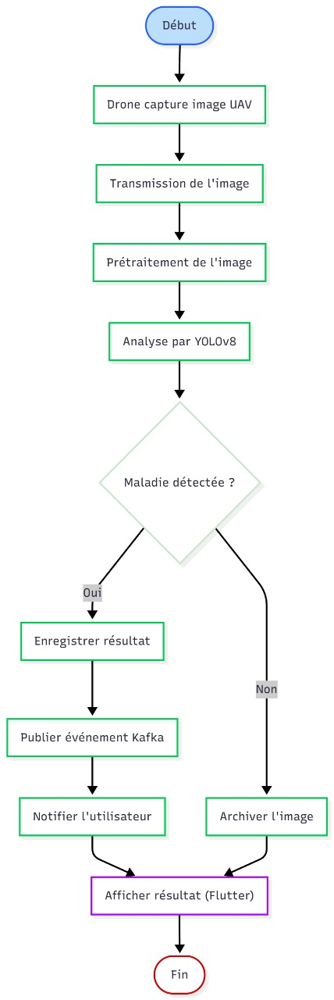 Début
Drone capture image UAV
Transmission de l'image
Prétraitement de l'image
Analyse par YOLOv8
Maladie détectée ?
Oui
Enregistrer résultat
Non
Publier événement Kafka
Notifier l'utilisateur
Archiver l'image
Afficher résultat (Flutter)
Fin